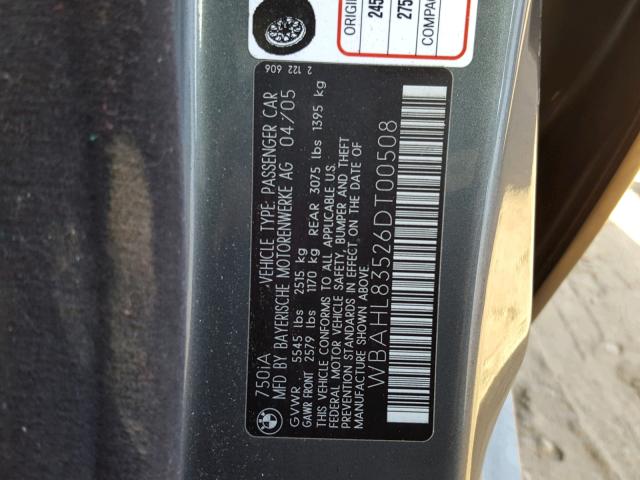 750iA VEHICLE TYPE: PASSENGER CAR
MFD BY BAYERISCHE MOTORENWERKE AG 04/05
GVWR 5545 lbs 2515 kg
GAWR FRONT 2579 lbs 1170 kg REAR 3075 lbs 1395 kg
THIS VEHICLE CONFORMS TO ALL APPLICABLE U.S.
FEDERAL MOTOR VEHICLE SAFETY, BUMPER AND THEFT
PREVENTION STANDARDS IN EFFECT ON THE DATE OF
MANUFACTURE SHOWN ABOVE.
WBAHL83526DT00508
2 122 606
245
275
COMPA